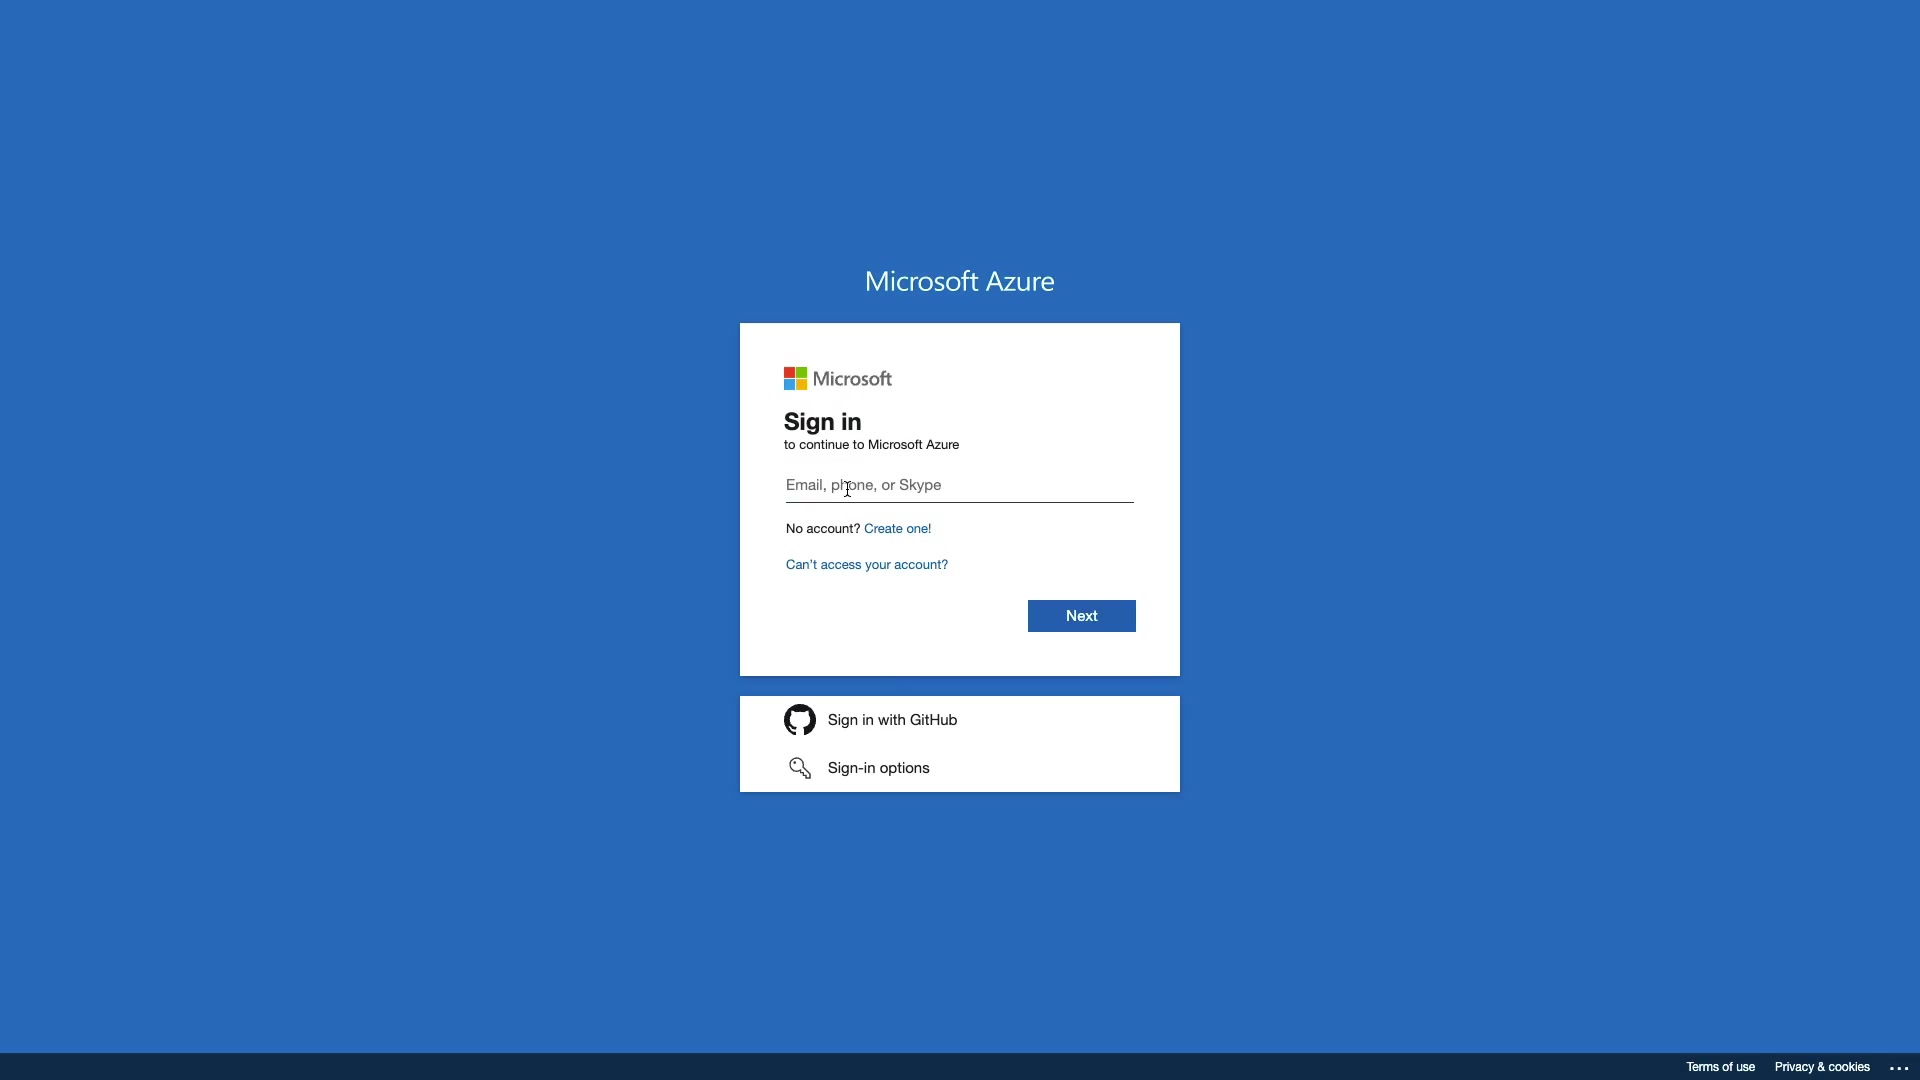 Microsoft Azure
Microsoft
Sign in
to continue to Microsoft Azure
Email, phone, or Skype
No account? Create one!
Can't access your account?
Next
Sign in with GitHub
Sign-in options
Terms of use Privacy & cookies ...